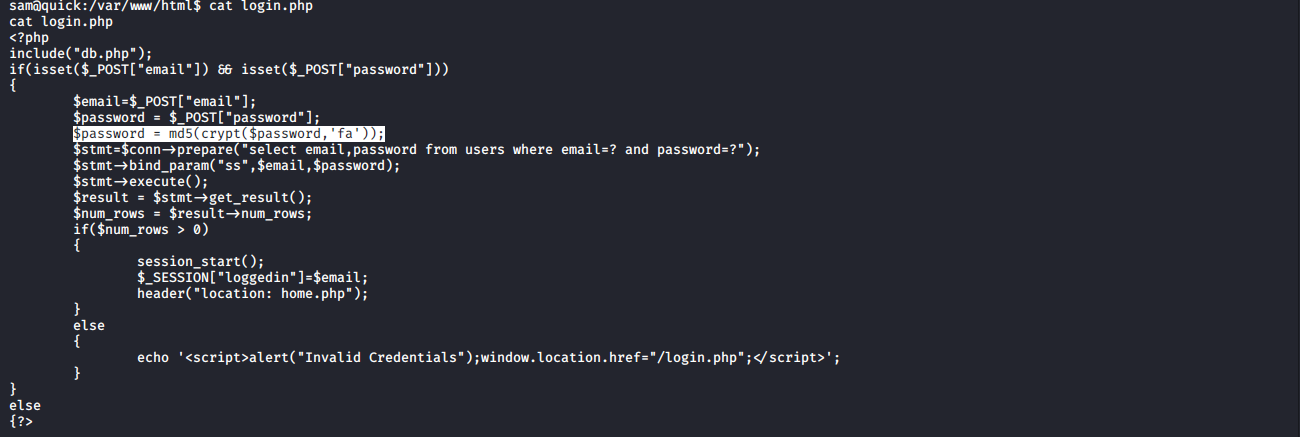 sam@quick:/var/www/html$ cat login.php
cat login.php
<?php
include("db.php");
if(isset($_POST["email"]) && isset($_POST["password"]))
{
$email=$_POST["email"];
$password = $_POST["password"];
$password = md5(crypt($password,'fa'));
$stmt=$conn->prepare("select email,password from users where email=? and password=?");
$stmt->bind_param("ss",$email,$password);
$stmt->execute();
$result = $stmt->get_result();
$num_rows = $result->num_rows;
if($num_rows > 0)
{
session_start();
$_SESSION["loggedin"]=$email;
header("location: home.php");
}
else
{
echo '<script>alert("Invalid Credentials");window.location.href="/login.php";</script>';
}
}
else
{?>